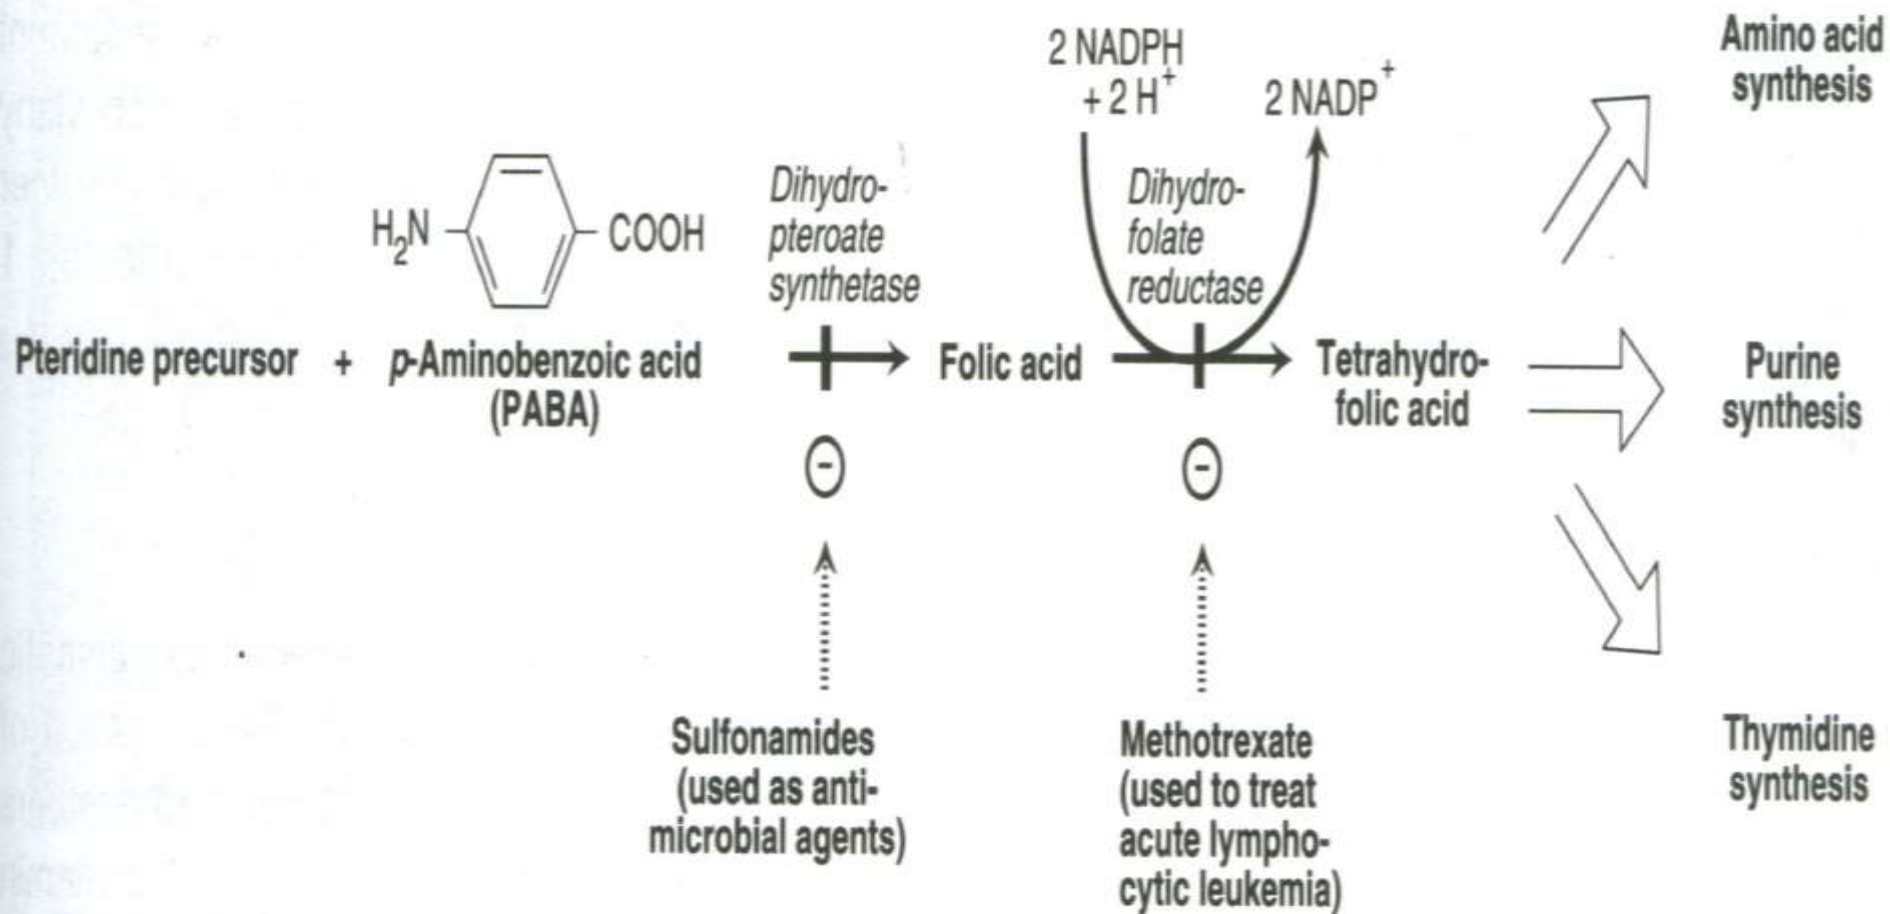 2 NADPH
+ 2 H⁺
2 NADP⁺
Amino acid
synthesis
H₂N
COOH
Dihydro-
pteroate
synthetase
Dihydro-
folate
reductase
Pteridine precursor + p-Aminobenzoic acid
(PABA)
Folic acid
Tetrahydro-
folic acid
Purine
synthesis
-
-
Sulfonamides
(used as anti-
microbial agents)
Methotrexate
(used to treat
acute lympho-
cytic leukemia)
Thymidine
synthesis